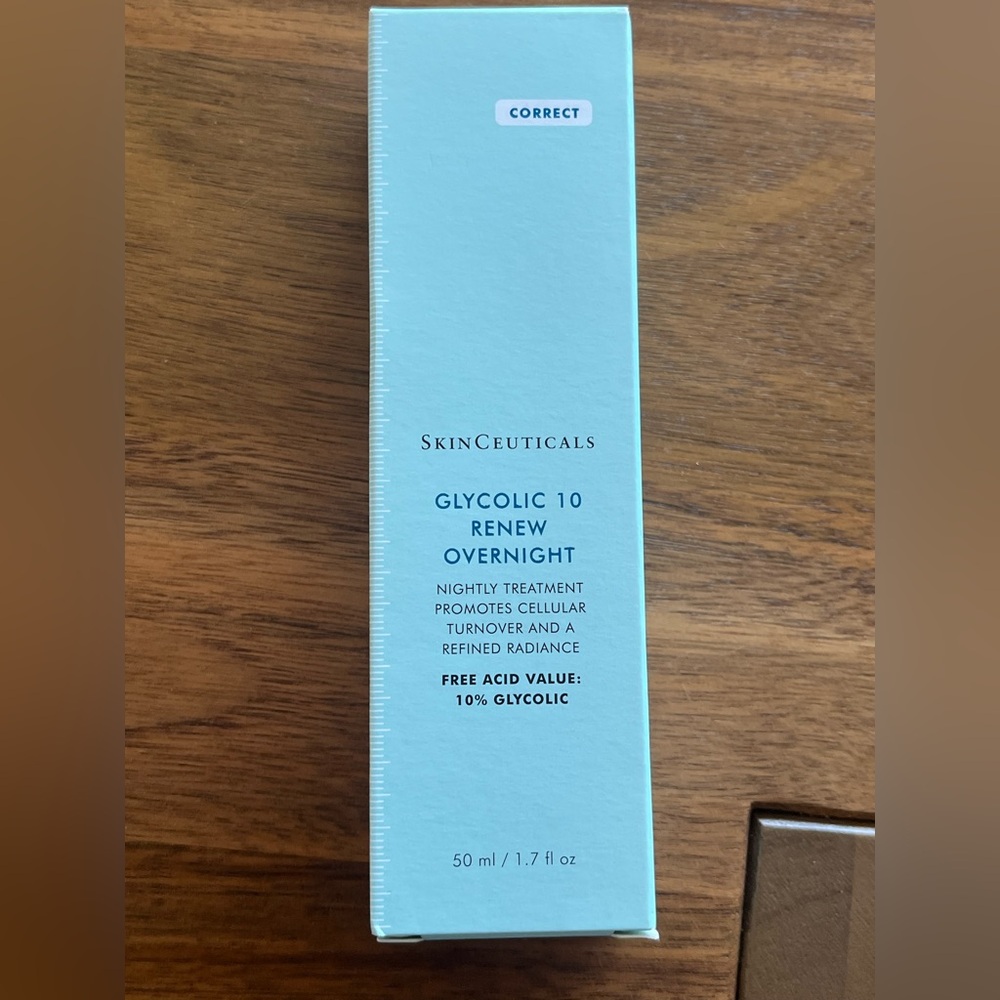 CORRECT
SKINCEUTICALS
GLYCOLIC 10
RENEW
OVERNIGHT
NIGHTLY TREATMENT
PROMOTES CELLULAR
TURNOVER AND A
REFINED RADIANCE
FREE ACID VALUE:
10% GLYCOLIC
50 ml / 1.7 fl oz